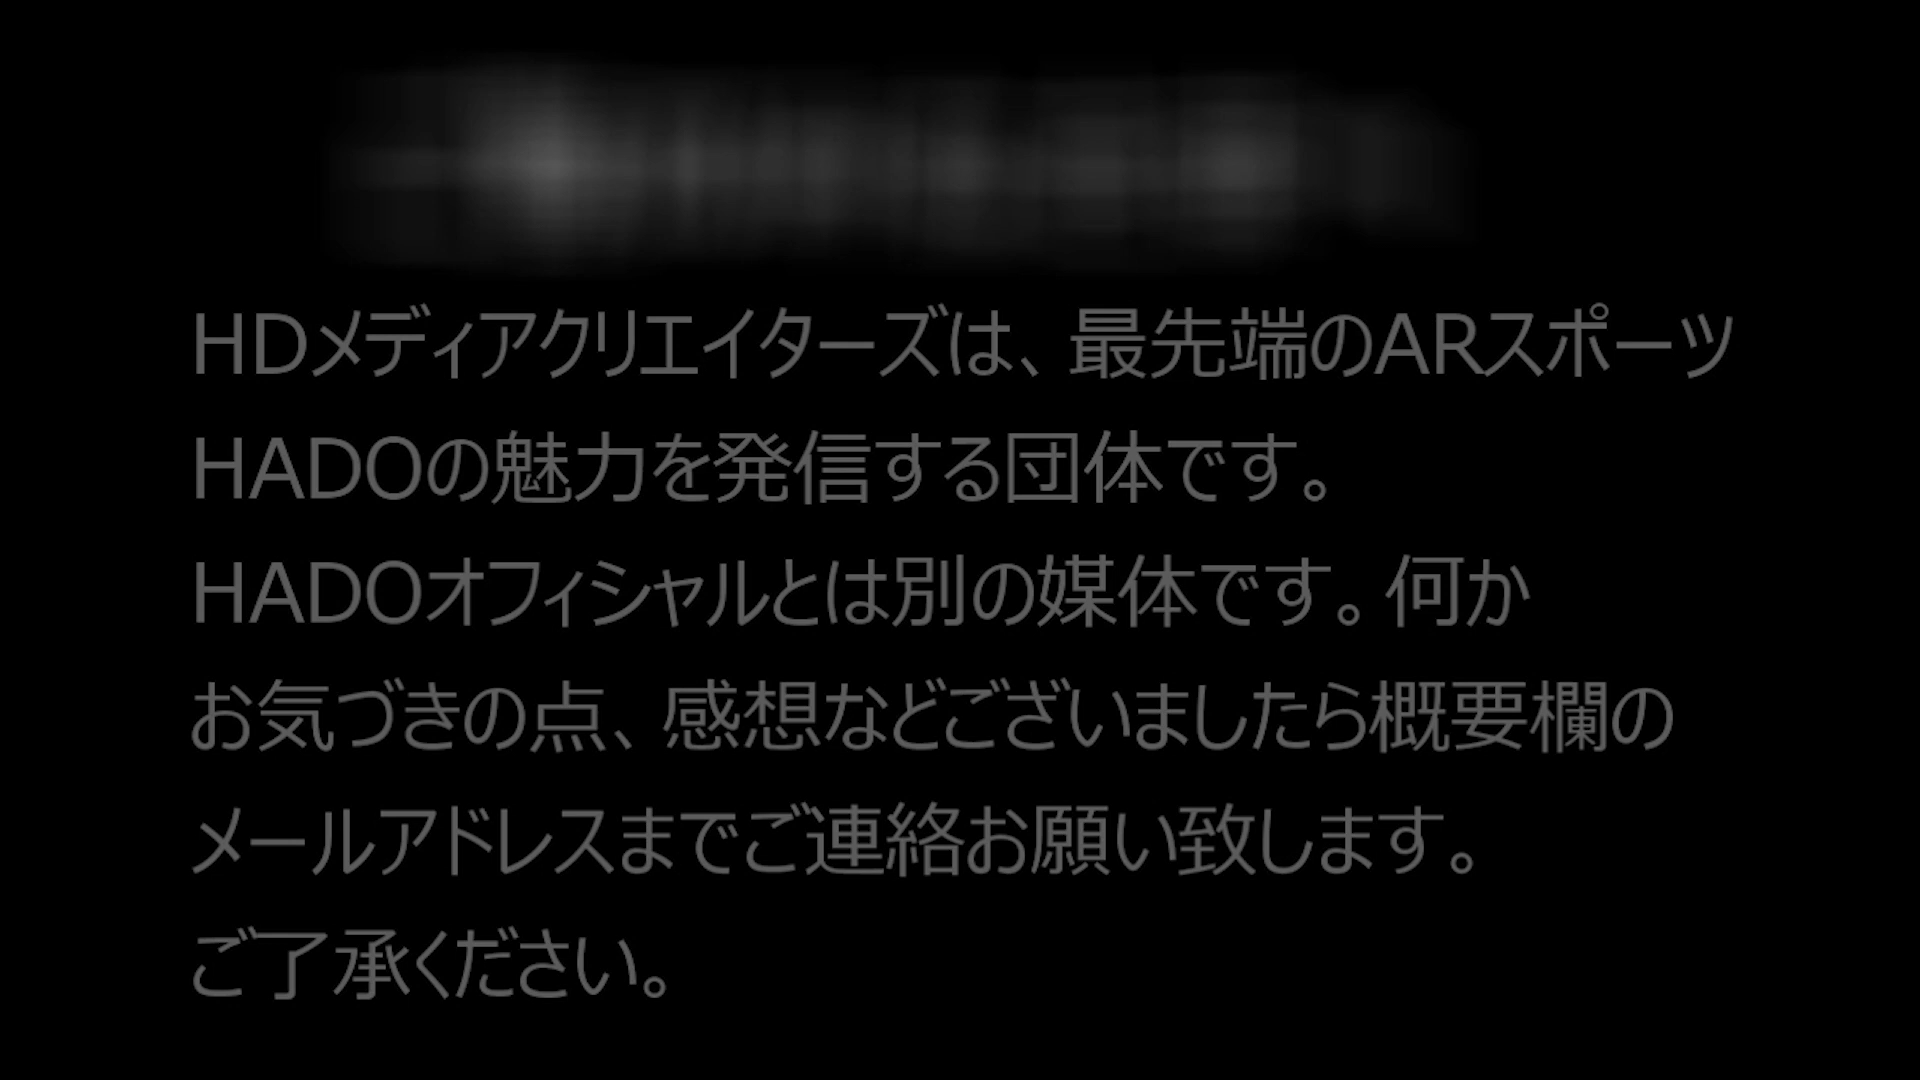 HDメディアクリエイターズは、最先端のARスポーツ
HADOの魅力を発信する団体です。
HADOオフィシャルとは別の媒体です。何か
お気づきの点、感想などございましたら概要欄の
メールアドレスまでご連絡お願い致します。
ご了承ください。